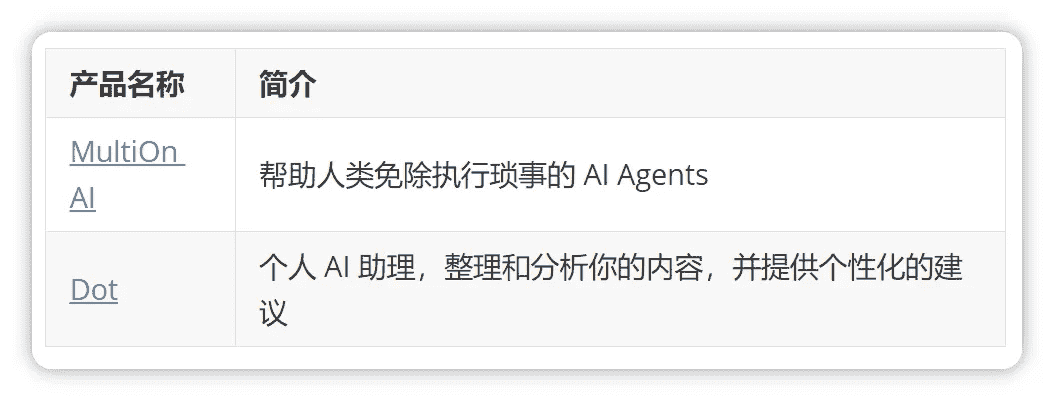 产品名称 简介
MultiOn
AI
帮助人类免除执行琐事的 AI Agents
Dot
个人 AI 助理，整理和分析你的内容，并提供个性化的建
议